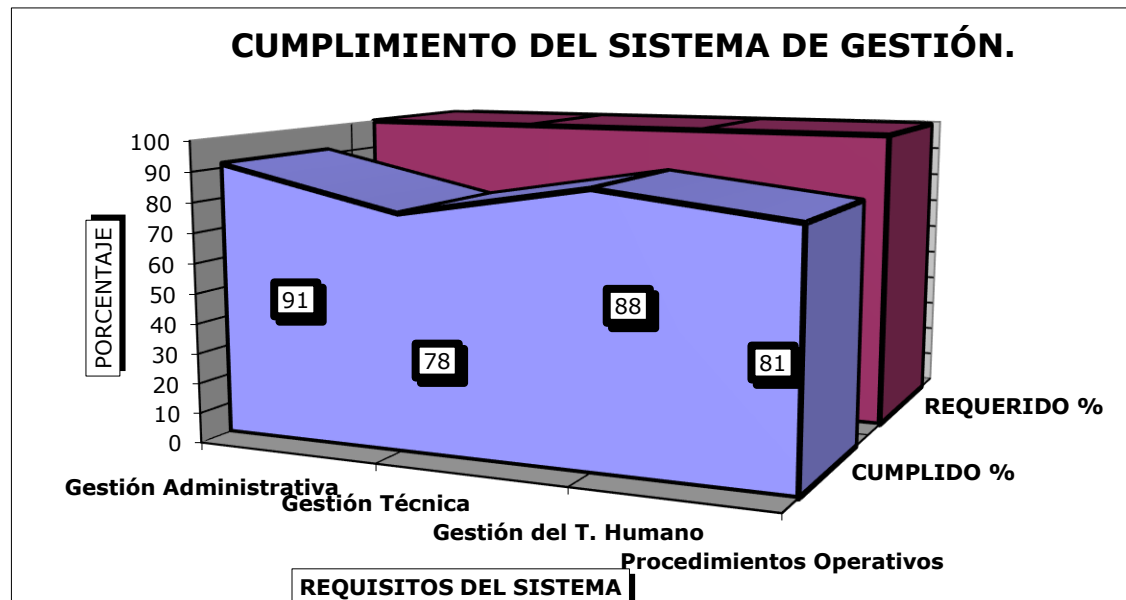 CUMPLIMIENTO DEL SISTEMA DE GESTIÓN.
100
90
80
70
60
50
40
30
20
10
0
PORCENTAJE
91
78
88
81
REQUERIDO %
CUMPLIDO %
Gestión Administrativa
Gestión Técnica
Gestión del T. Humano
Procedimientos Operativos
REQUISITOS DEL SISTEMA